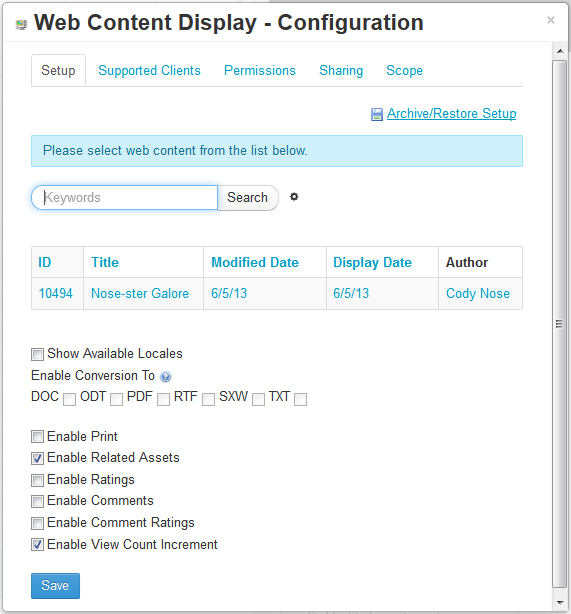 Web Content Display - Configuration ×
Setup Supported Clients Permissions Sharing Scope
Archive/Restore Setup
Please select web content from the list below.
Keywords Search
ID Title Modified Date Display Date Author
10494 Nose-ster Galore 6/5/13 6/5/13 Cody Nose
Show Available Locales
Enable Conversion To ?
DOC ODT PDF RTF SXW TXT
Enable Print
Enable Related Assets
Enable Ratings
Enable Comments
Enable Comment Ratings
Enable View Count Increment
Save